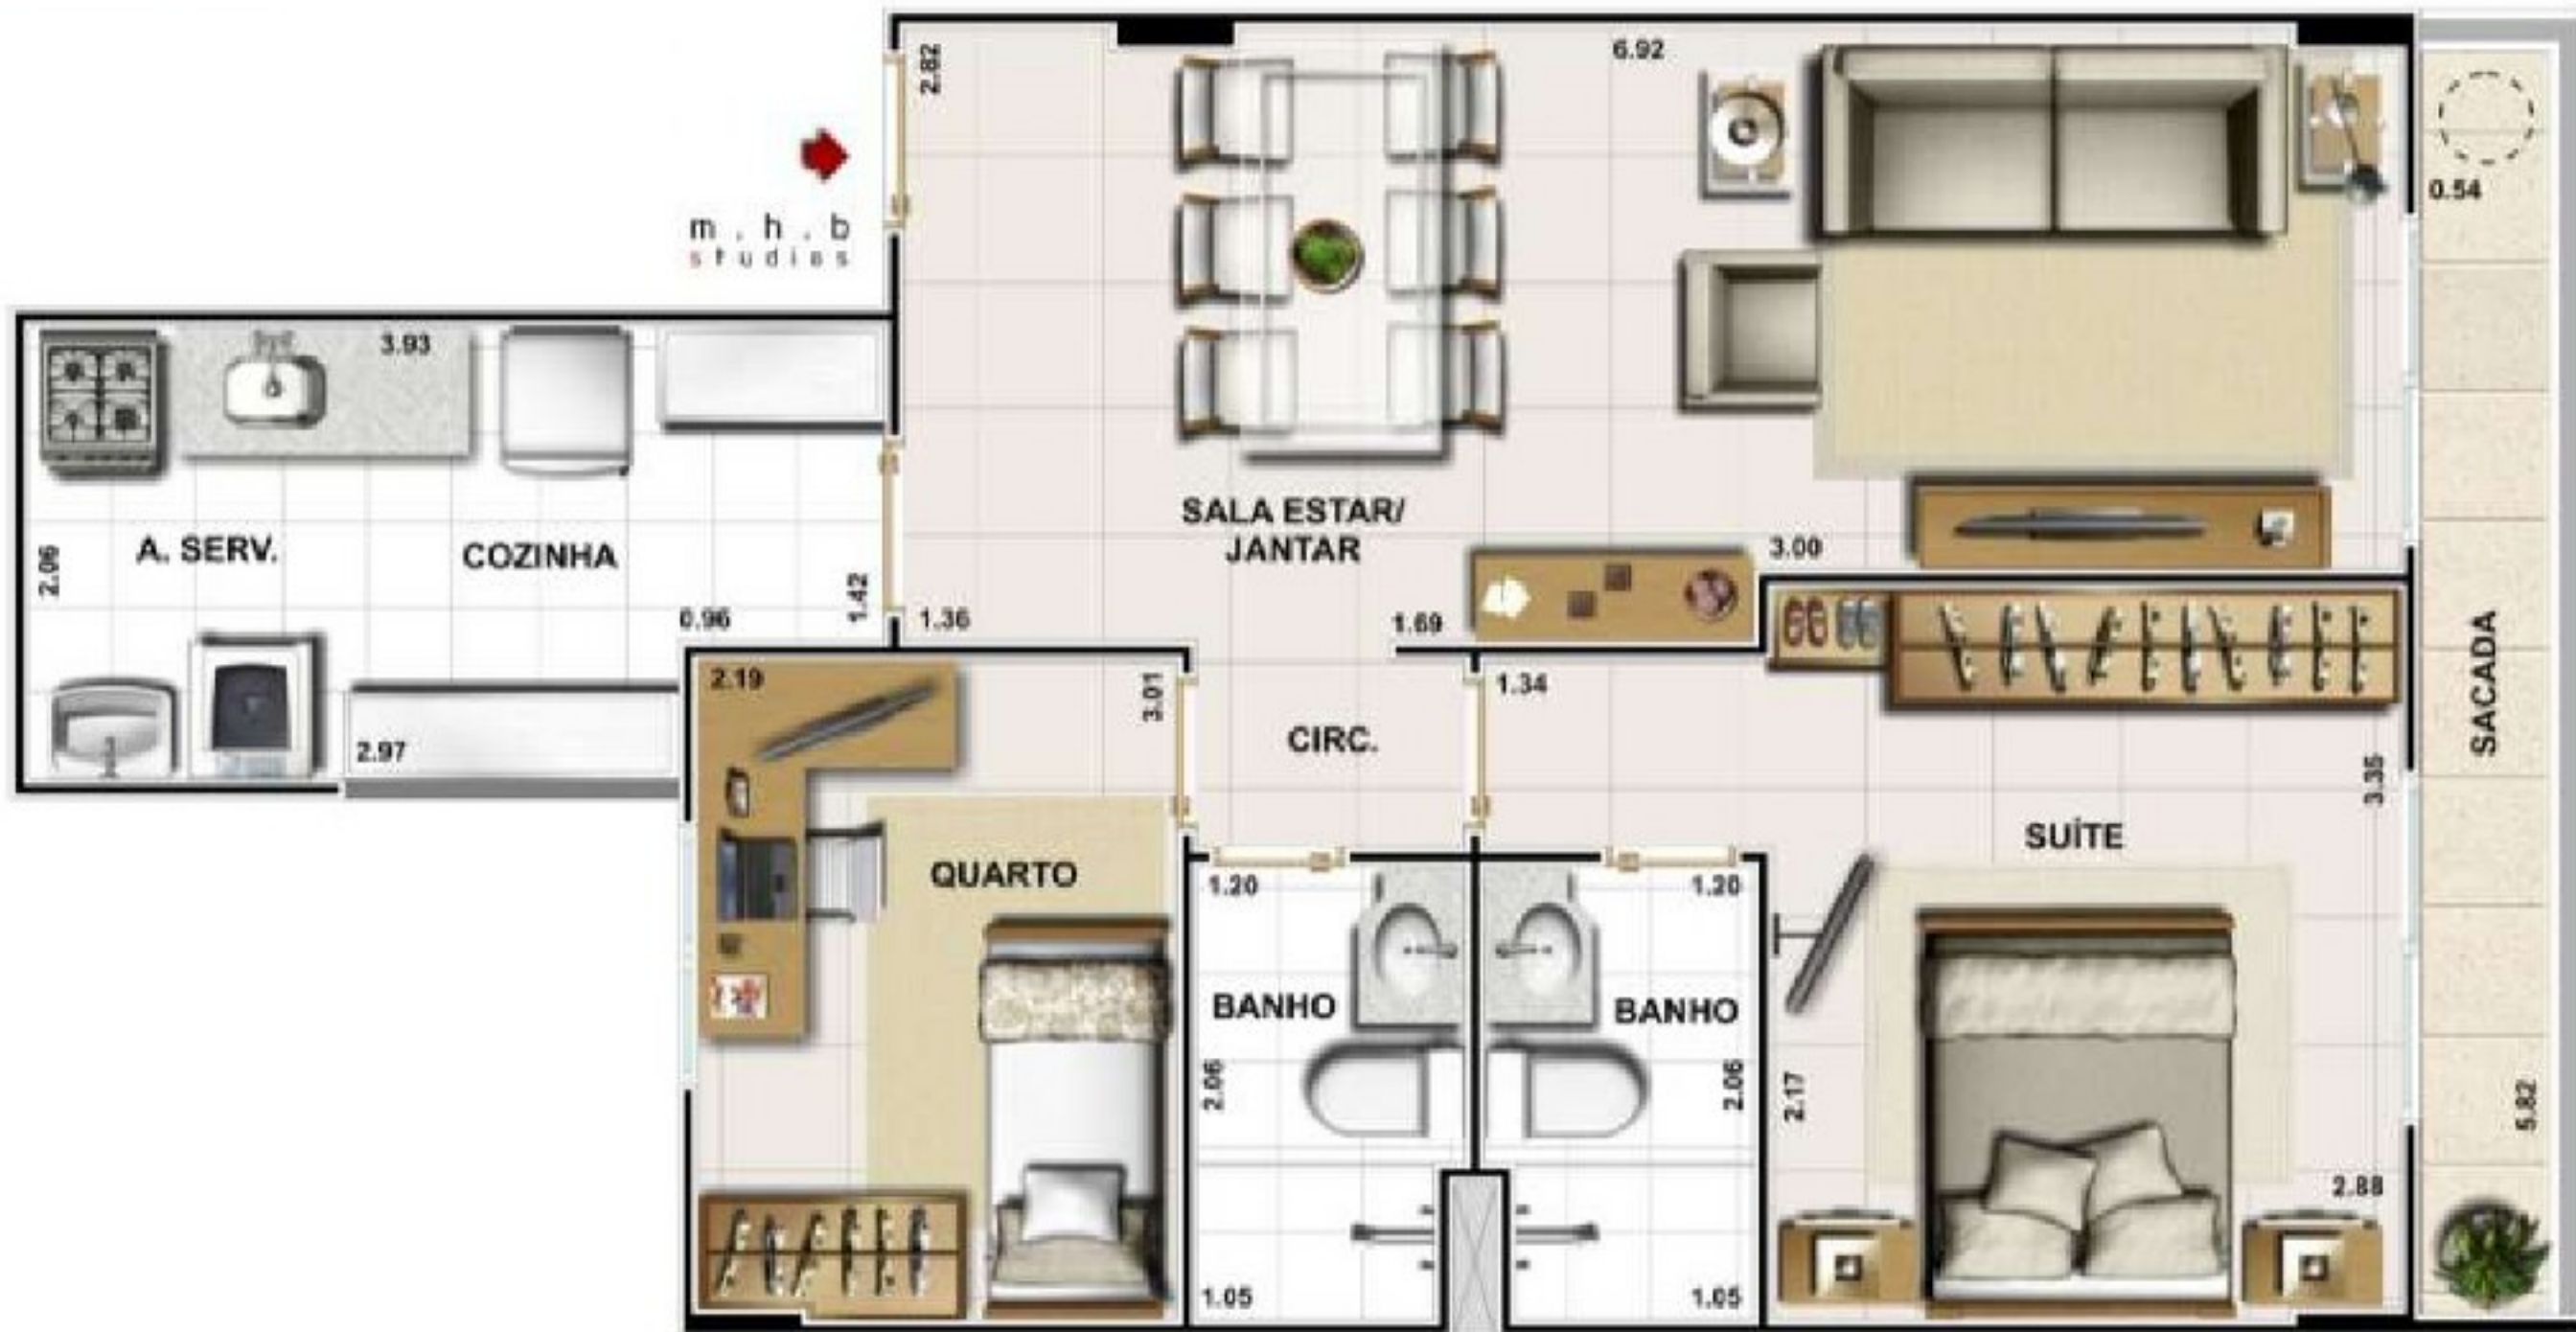 2.82
6.92
0.54
m.h.b
studios
3.93
SALA ESTAR/
JANTAR
A. SERV.
COZINHA
3.00
2.06
1.42
0.96
1.36
1.69
2.19
3.01
1.34
CIRC.
2.97
SACADA
3.35
SUÍTE
QUARTO
1.20
1.20
BANHO
BANHO
2.06
2.06
2.17
5.82
2.88
1.05
1.05